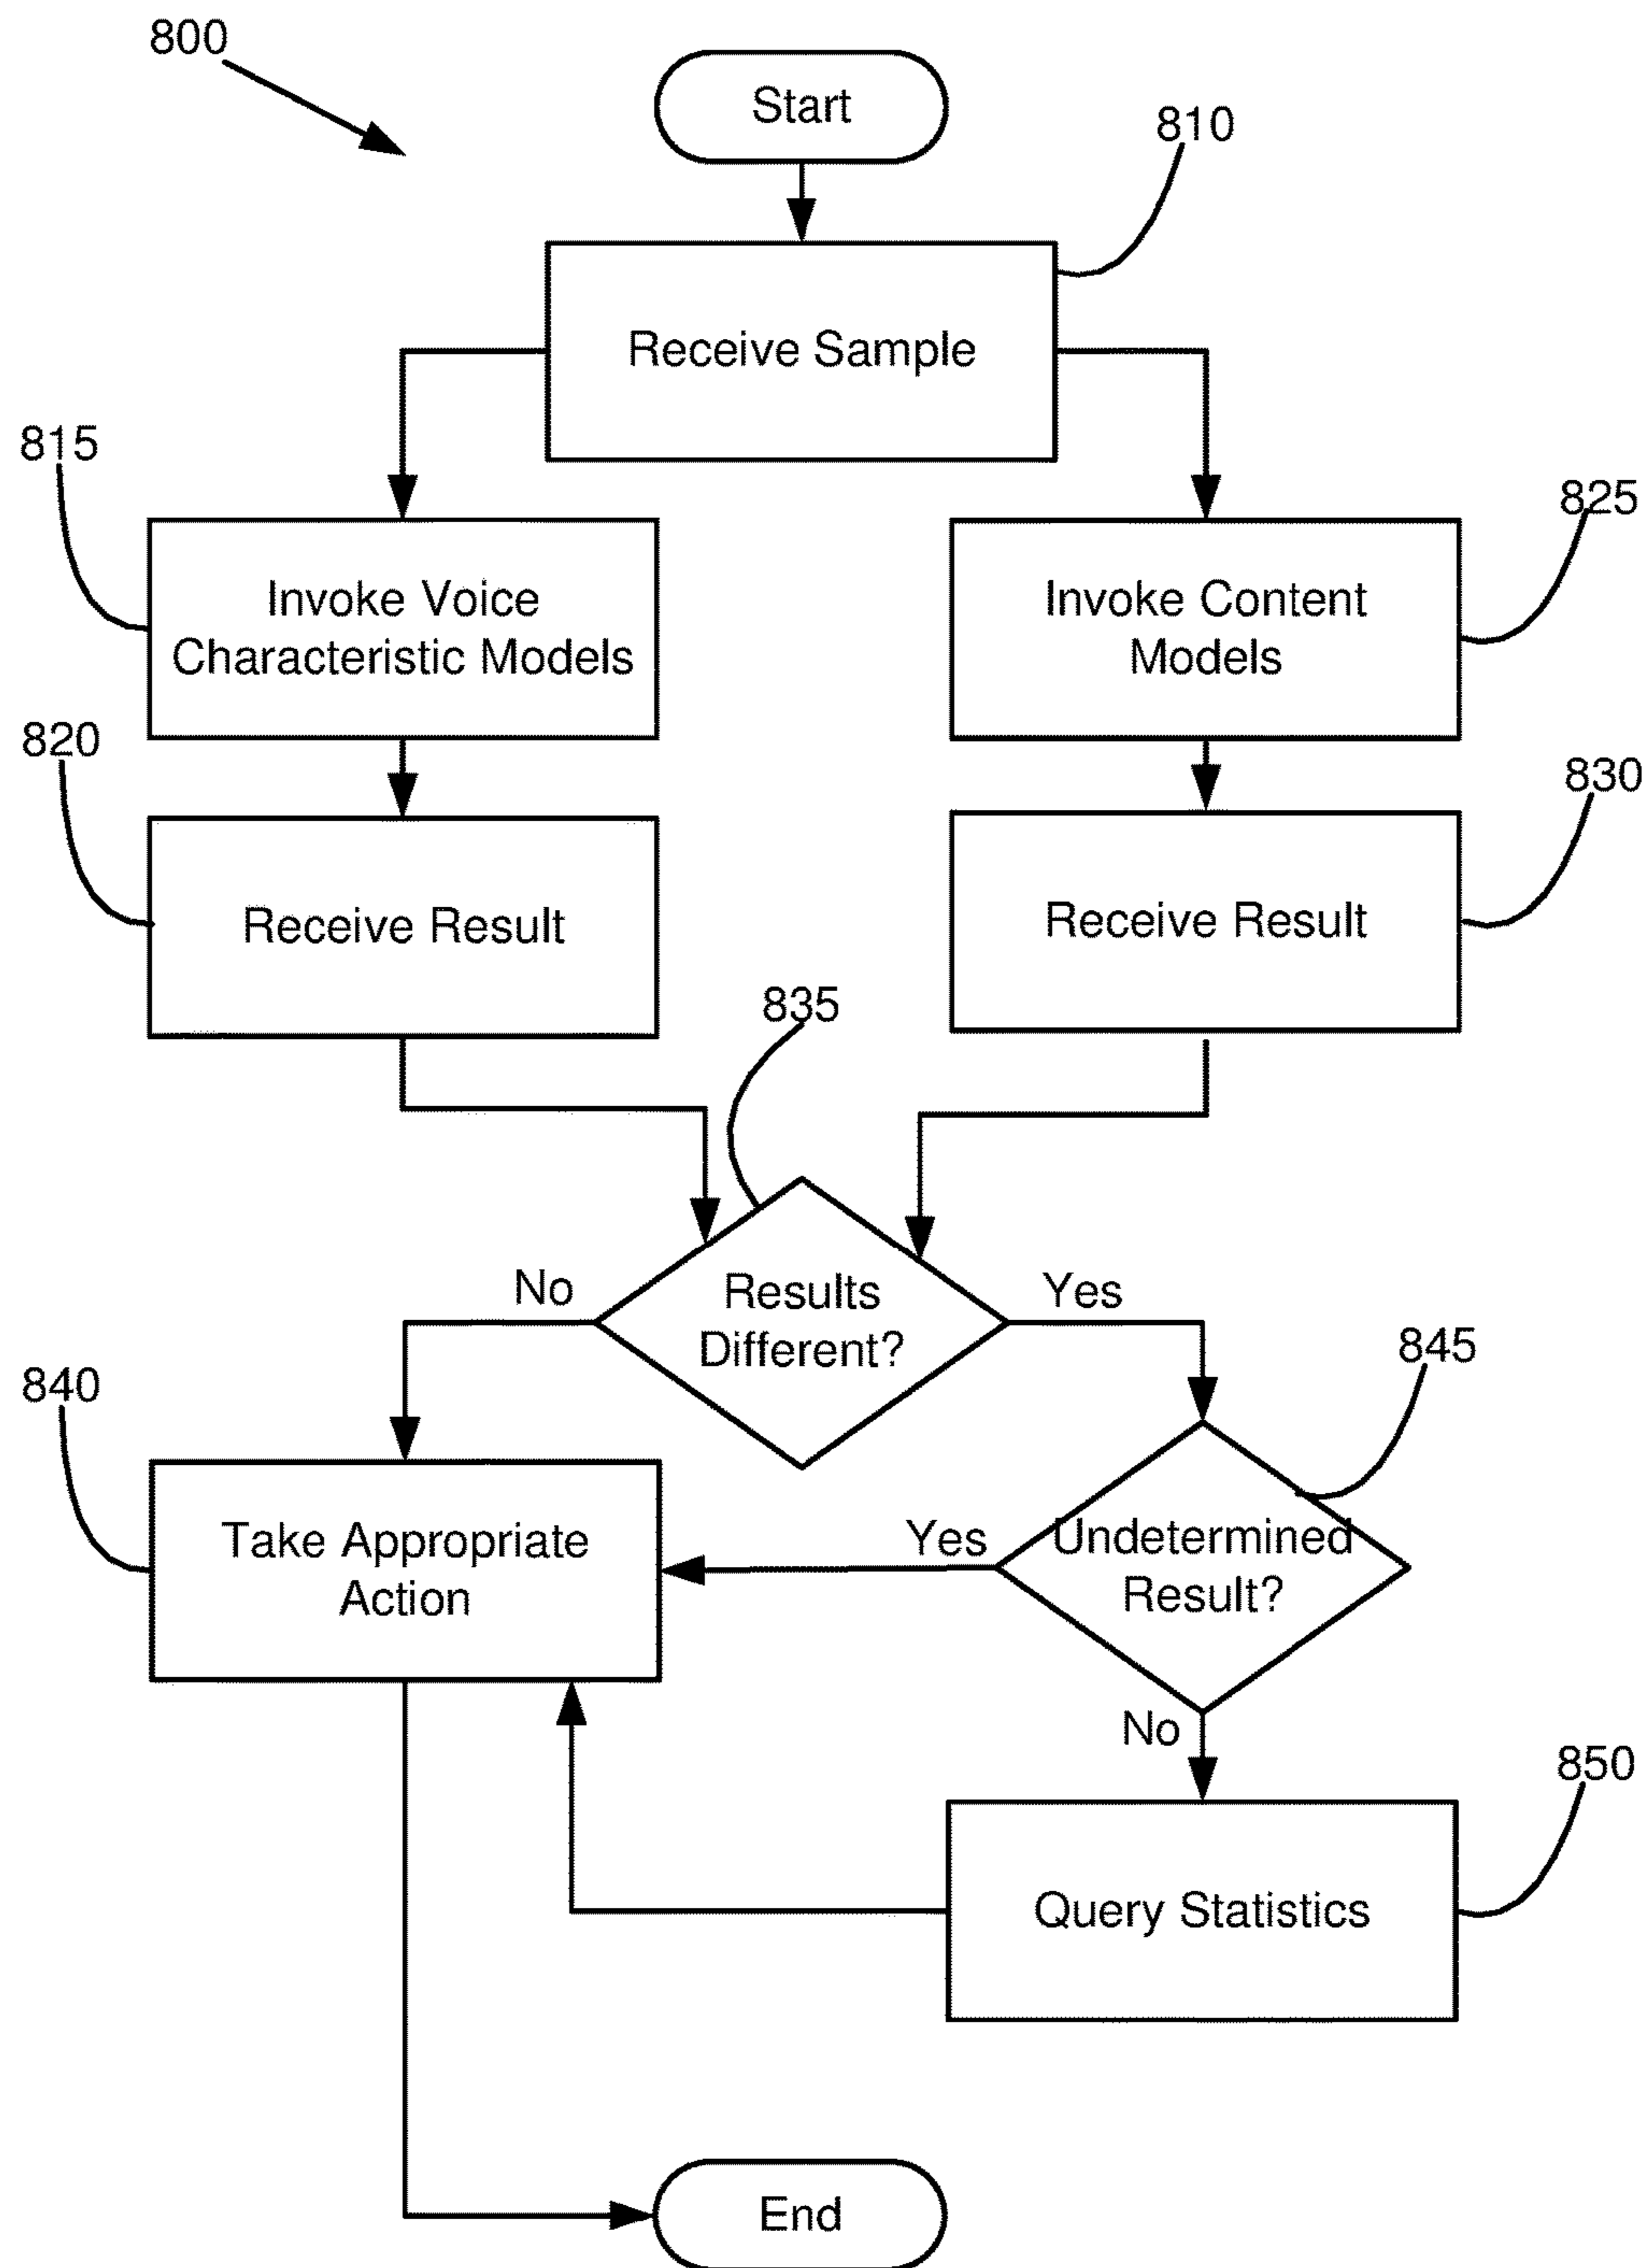 800
Start
810
Receive Sample
815
825
Invoke Voice
Characteristic Models
Invoke Content
Models
820
830
Receive Result
Receive Result
835
No
Results
Different?
Yes
840
845
Take Appropriate
Action
Yes
Undetermined
Result?
No
850
Query Statistics
End